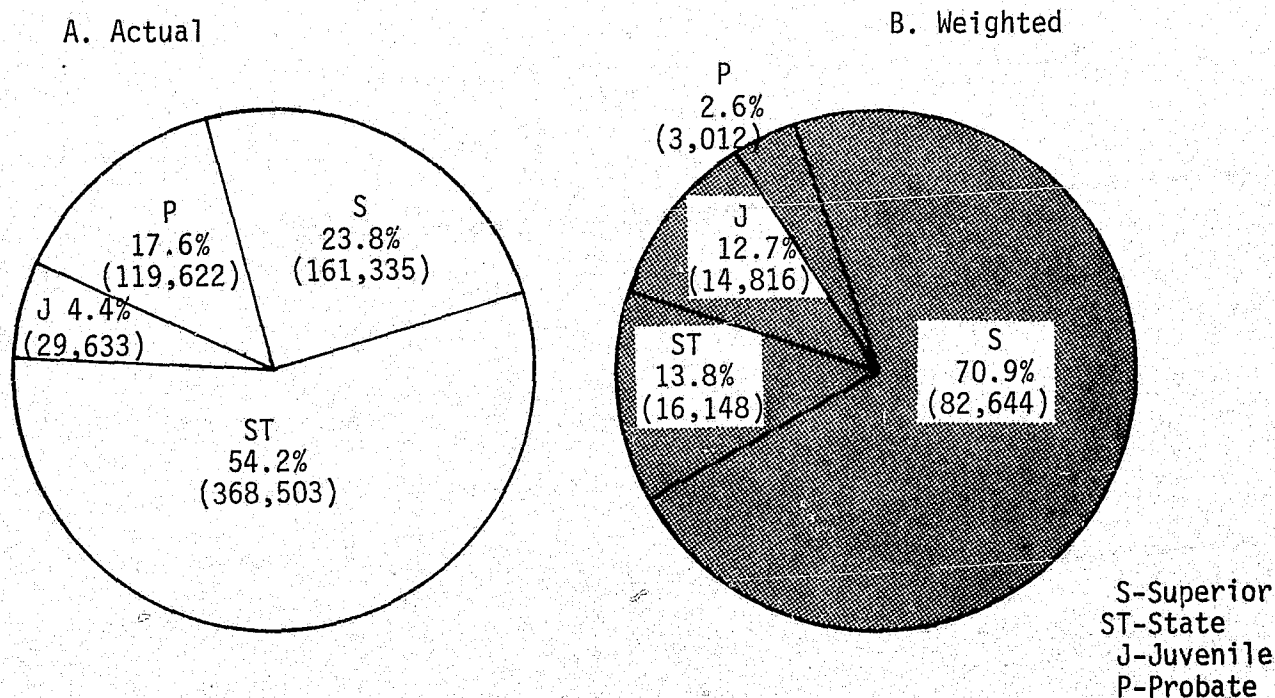 A. Actual
P
17.6%
(119,622)
S
23.8%
(161,335)
J 4.4%
(29,633)
ST
54.2%
(368,503)
B. Weighted
P
2.6%
(3,012)
J
12.7%
(14,816)
ST
13.8%
(16,148)
S
70.9%
(82,644)
S-Superior
ST-State
J-Juvenile
P-Probate